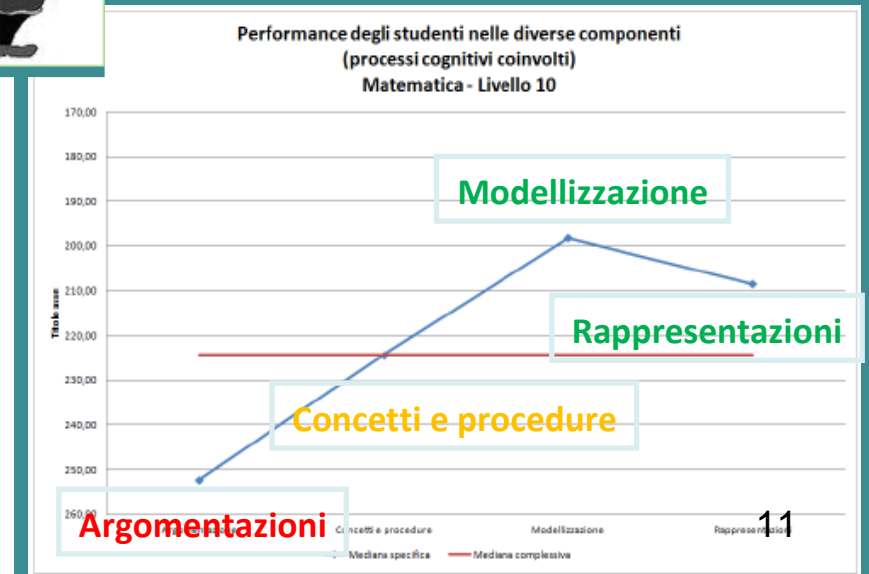 Performance degli studenti nelle diverse componenti
(processi cognitivi coinvolti)
Matematica - Livello 10
170,00
180,00
190,00
200,00
210,00
220,00
230,00
240,00
250,00
260,00
Titolo asse
Modellizzazione
Rappresentazioni
Concetti e procedure
Argomentazioni
Concetti e procedure
Modellizzazione
Rappresentazioni
11
Mediana specifica
Mediana complessiva